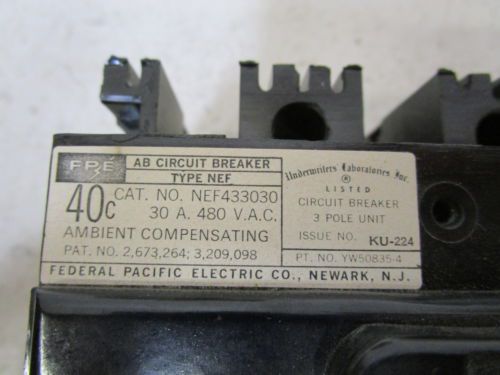 FPE AB CIRCUIT BREAKER
TYPE NEF
40c CAT. NO. NEF433030
30 A. 480 V.A.C.
AMBIENT COMPENSATING
PAT. NO. 2,673,264; 3,209,098
Underwriters' Laboratories Inc.
®
LISTED
CIRCUIT BREAKER
3 POLE UNIT
ISSUE NO. KU-224
PT. NO. YW50835-4
FEDERAL PACIFIC ELECTRIC CO., NEWARK, N.J.